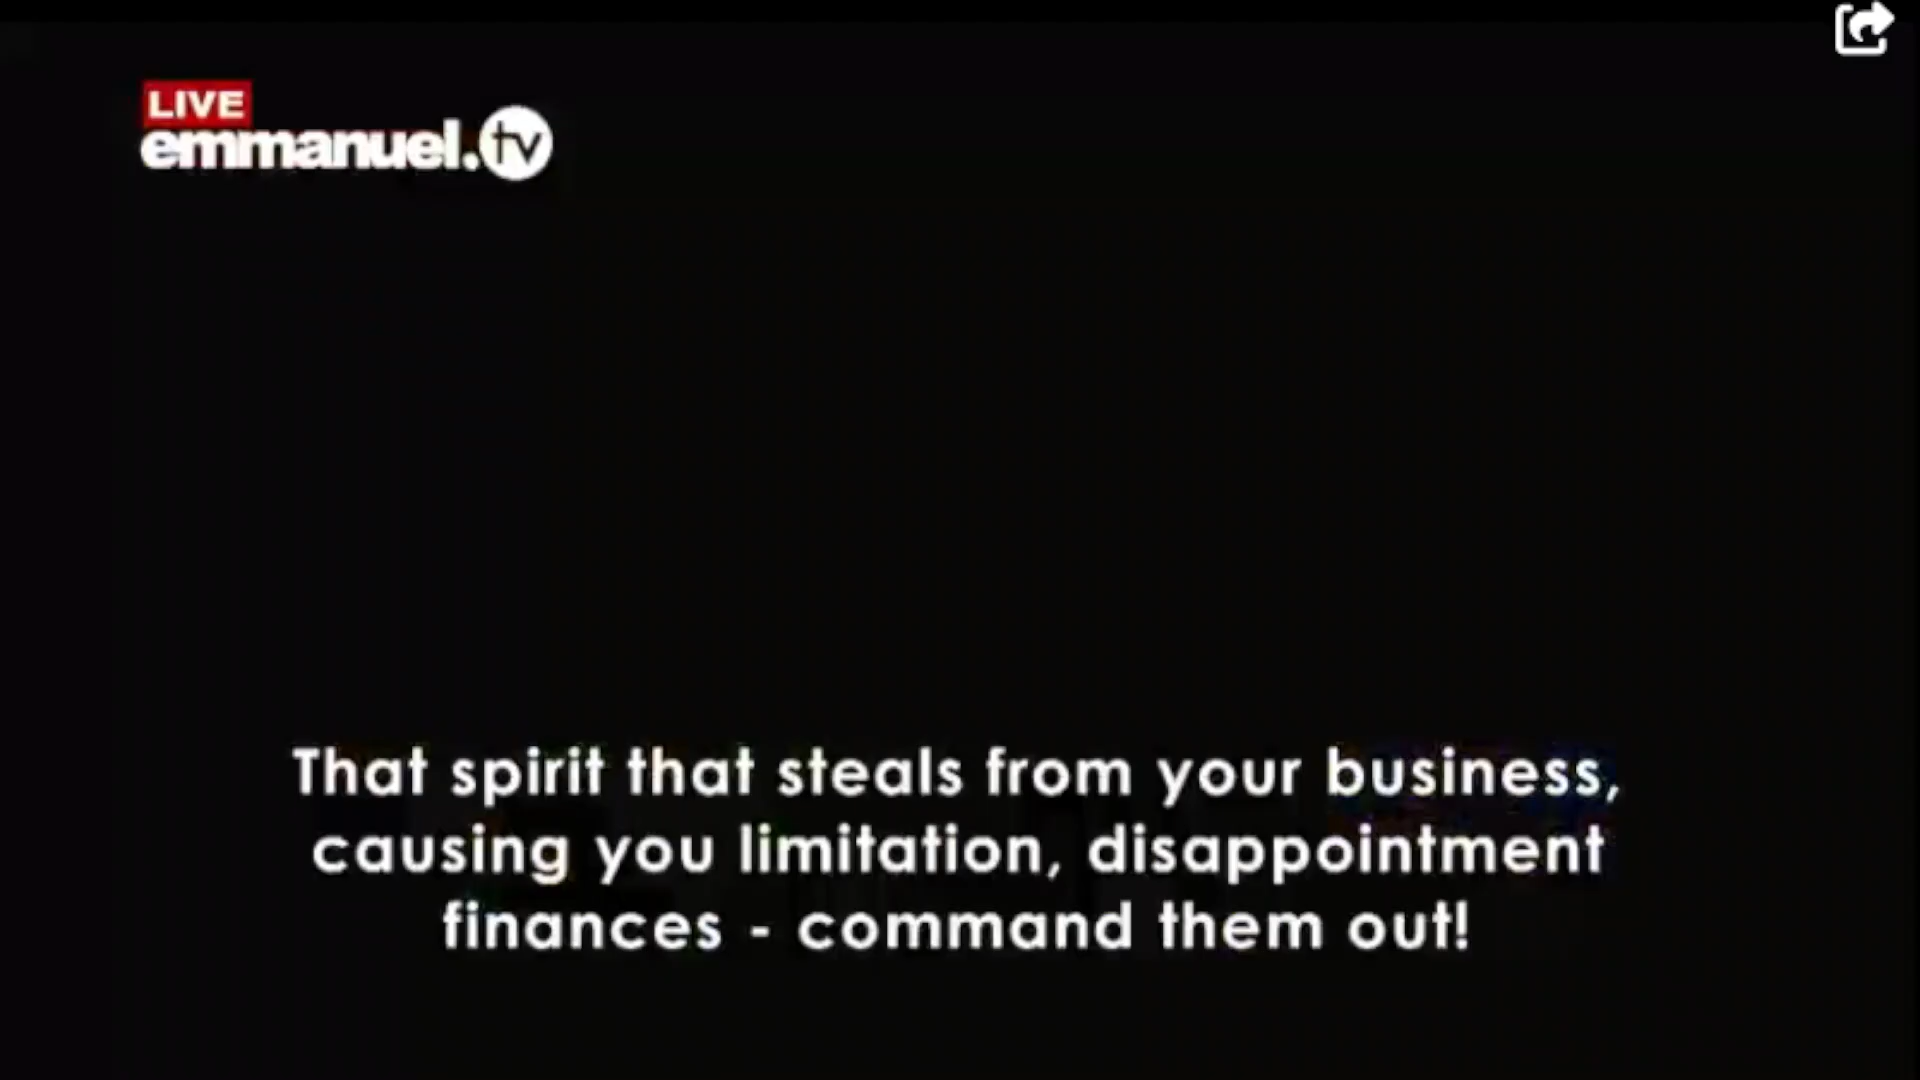 LIVE
emmanuel.tv
That spirit that steals from your business,
causing you limitation, disappointment
finances - command them out!